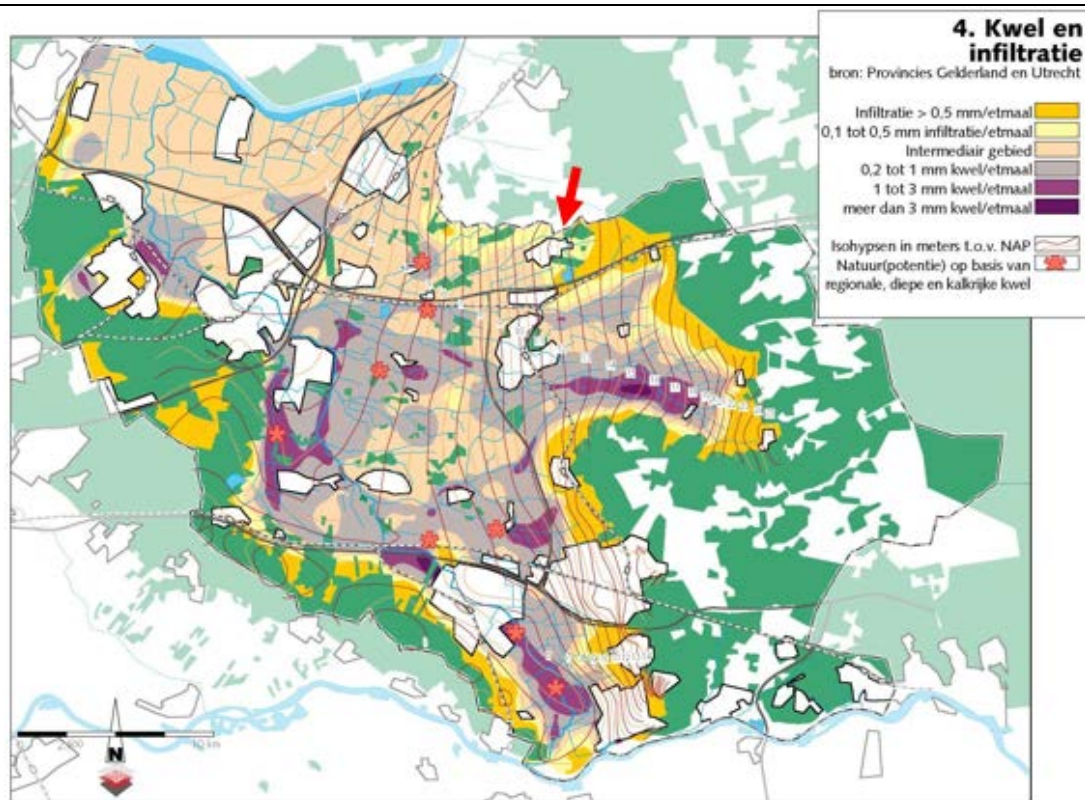 4. Kwel en
infiltratie
bron: Provincies Gelderland en Utrecht
Infiltratie > 0,5 mm/etmaal
0,1 tot 0,5 mm infiltratie/etmaal
Intermediair gebied
0,2 tot 1 mm kwel/etmaal
1 tot 3 mm kwel/etmaal
meer dan 3 mm kwel/etmaal
Isohypsen in meters t.o.v. NAP
Natuur(potentie) op basis van
regionale, diepe en kalkrijke kwel
10 km
N